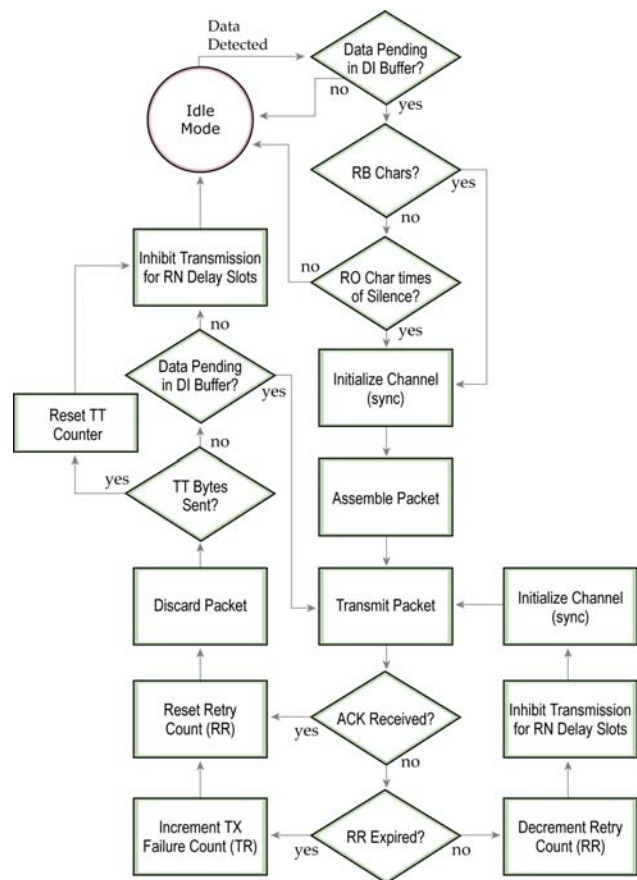 Data
Detected
Data Pending
in DI Buffer?
no
yes
Idle
Mode
RB Chars?
yes
no
Inhibit Transmission
for RN Delay Slots
no
RO Char times
of Silence?
yes
no
Data Pending
in DI Buffer?
yes
Initialize Channel
(sync)
Reset TT
Counter
no
yes
TT Bytes
Sent?
Assemble Packet
Discard Packet
Transmit Packet
Initialize Channel
(sync)
Reset Retry
Count (RR)
yes
ACK Received?
no
Inhibit Transmission
for RN Delay Slots
Increment TX
Failure Count (TR)
yes
RR Expired?
no
Decrement Retry
Count (RR)